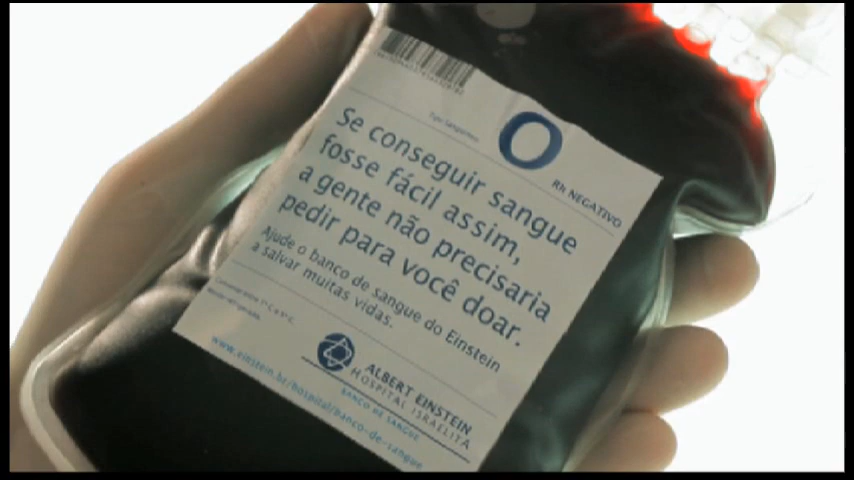 Tipo Sanguíneo
O
Rh NEGATIVO
Se conseguir sangue
fosse fácil assim,
a gente não precisaria
pedir para você doar.
Ajude o banco de sangue do Einstein
a salvar muitas vidas.
ALBERT EINSTEIN
HOSPITAL ISRAELITA
BANCO DE SANGUE
www.einstein.br/hospital/banco-de-sangue